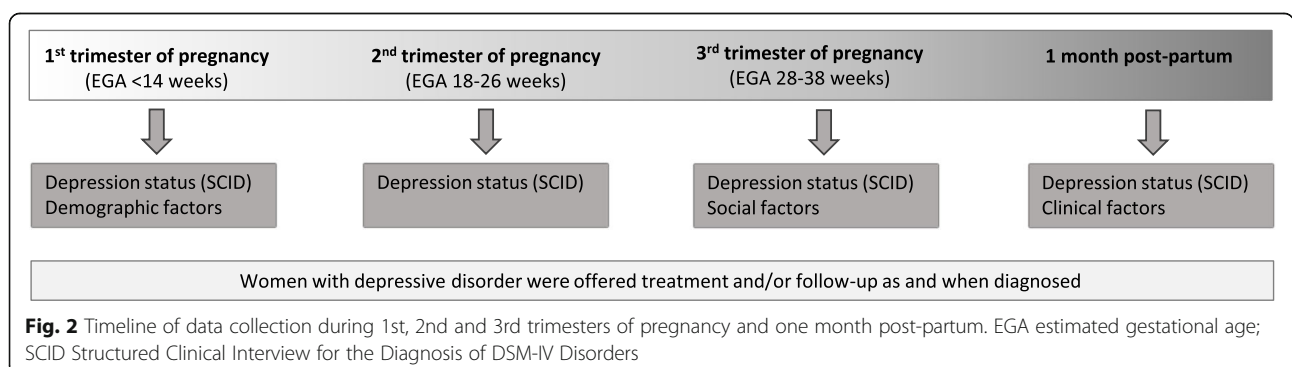 1st trimester of pregnancy
(EGA <14 weeks)
2nd trimester of pregnancy
(EGA 18-26 weeks)
3rd trimester of pregnancy
(EGA 28-38 weeks)
1 month post-partum
Depression status (SCID)
Demographic factors
Depression status (SCID)
Depression status (SCID)
Social factors
Depression status (SCID)
Clinical factors
Women with depressive disorder were offered treatment and/or follow-up as and when diagnosed
Fig. 2 Timeline of data collection during 1st, 2nd and 3rd trimesters of pregnancy and one month post-partum. EGA estimated gestational age;
SCID Structured Clinical Interview for the Diagnosis of DSM-IV Disorders